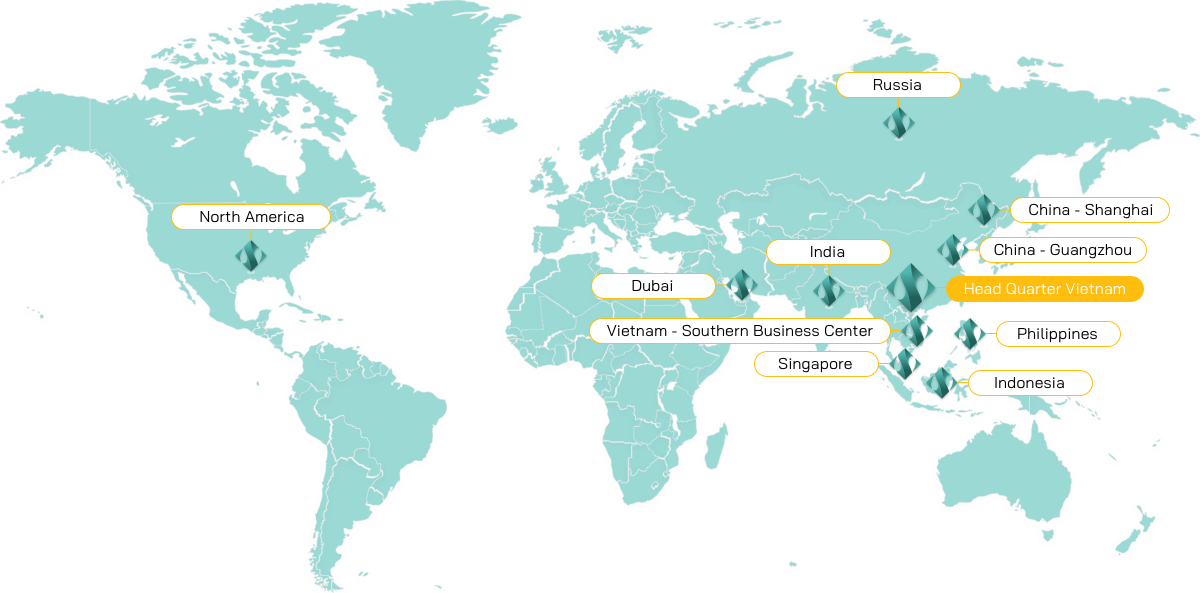 Russia
North America
China - Shanghai
China - Guangzhou
India
Dubai
Head Quarter Vietnam
Vietnam - Southern Business Center
Philippines
Singapore
Indonesia